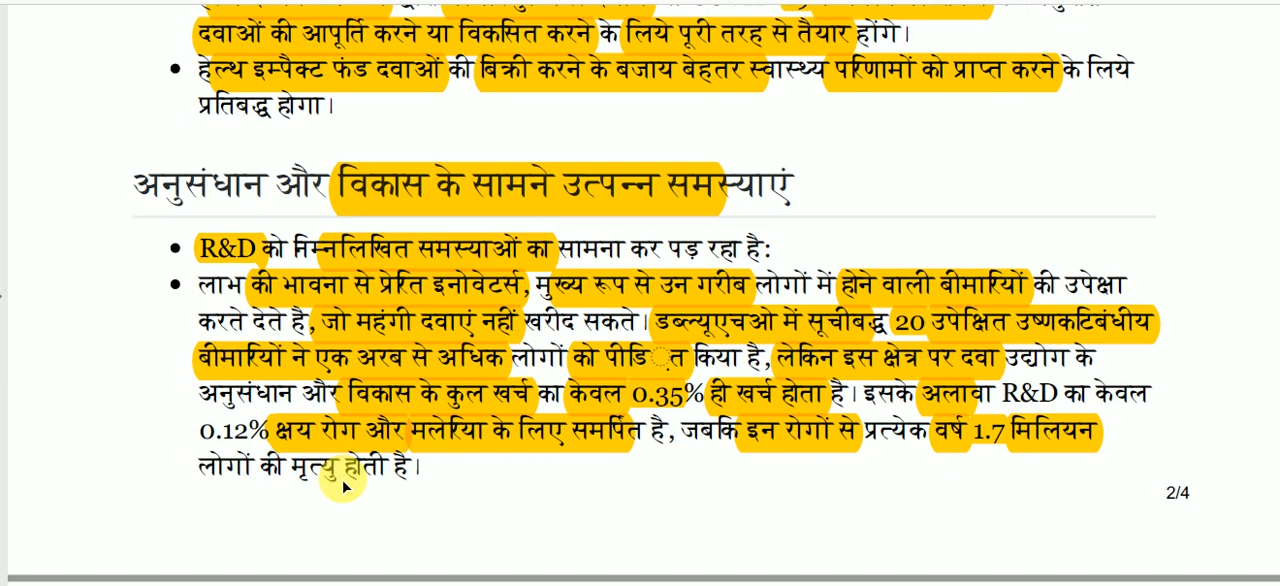 दवाओं की आपूर्ति करने या विकसित करने के लिये पूरी तरह से तैयार होंगे।
• हेल्थ इम्पैक्ट फंड दवाओं की बिक्री करने के बजाय बेहतर स्वास्थ्य परिणामों को प्राप्त करने के लिये
प्रतिबद्ध होगा।
अनुसंधान और विकास के सामने उत्पन्न समस्याएं
• R&D को निम्नलिखित समस्याओं का सामना कर पड़ रहा है:
• लाभ की भावना से प्रेरित इनोवेटर्स, मुख्य रूप से उन गरीब लोगों में होने वाली बीमारियों की उपेक्षा
करते देते है, जो महंगी दवाएं नहीं खरीद सकते। डब्ल्यूएचओ में सूचीबद्ध 20 उपेक्षित उष्णकटिबंधीय
बीमारियों ने एक अरब से अधिक लोगों को पीडि़त किया है, लेकिन इस क्षेत्र पर दवा उद्योग के
अनुसंधान और विकास के कुल खर्च का केवल 0.35% ही खर्च होता है। इसके अलावा R&D का केवल
0.12% क्षय रोग और मलेरिया के लिए समर्पित है, जबकि इन रोगों से प्रत्येक वर्ष 1.7 मिलियन
लोगों की मृत्यु होती है।
2/4